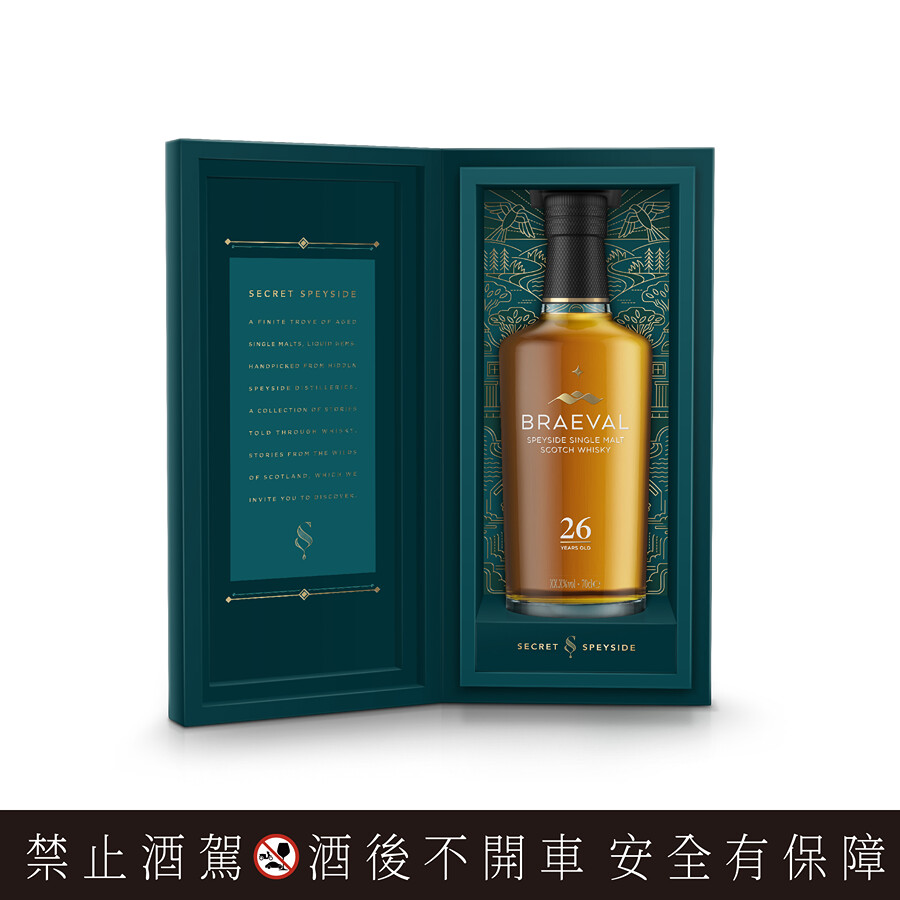 SECRET SPEYSIDE
A FINITE TROVE OF AGED
SINGLE MALTS, LIQUID GEMS,
HANDPICKED FROM HIDDEN
SPEYSIDE DISTILLERIES,
A COLLECTION OF STORIES
TOLD THROUGH WHISKY,
STORIES FROM THE WILDS
OF SCOTLAND, WHICH WE
INVITE YOU TO DISCOVER.
BRAEVAL
SPEYSIDE SINGLE MALT
SCOTCH WHISKY
26
YEARS OLD
XX.X%vol • 70cl ℮
SECRET SPEYSIDE
禁止酒駕 酒後不開車 安全有保障